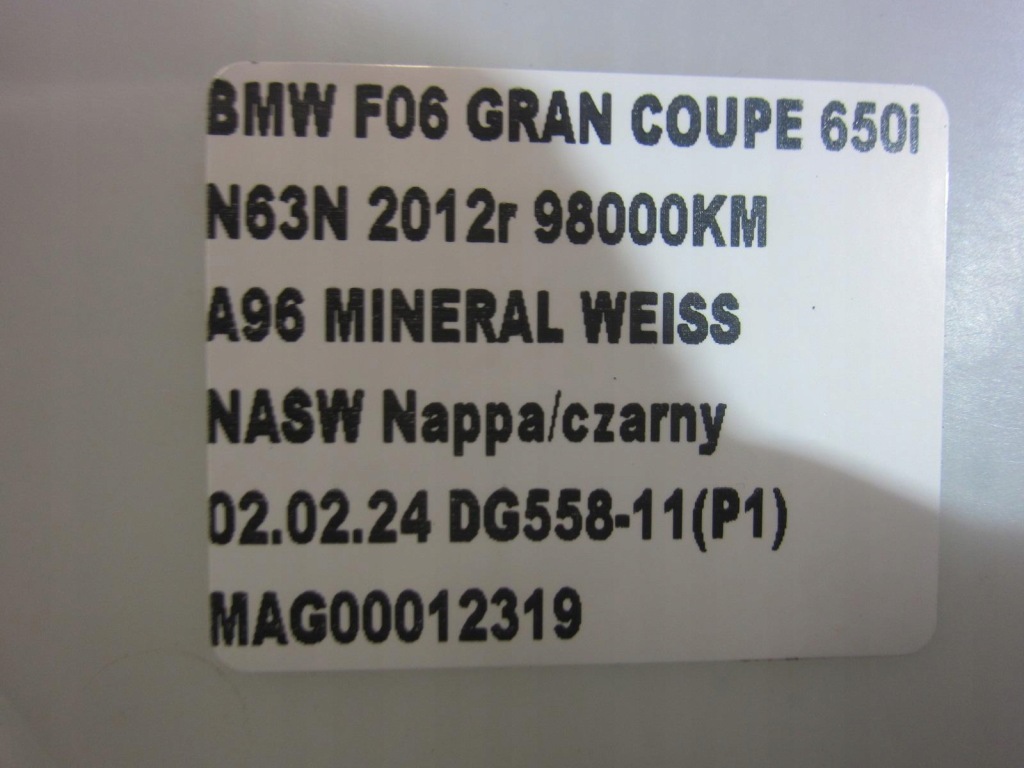 BMW F06 GRAN COUPE 650i
N63N 2012r 98000KM
A96 MINERAL WEISS
NASW Nappa/czarny
02.02.24 DG558-11(P1)
MAG00012319